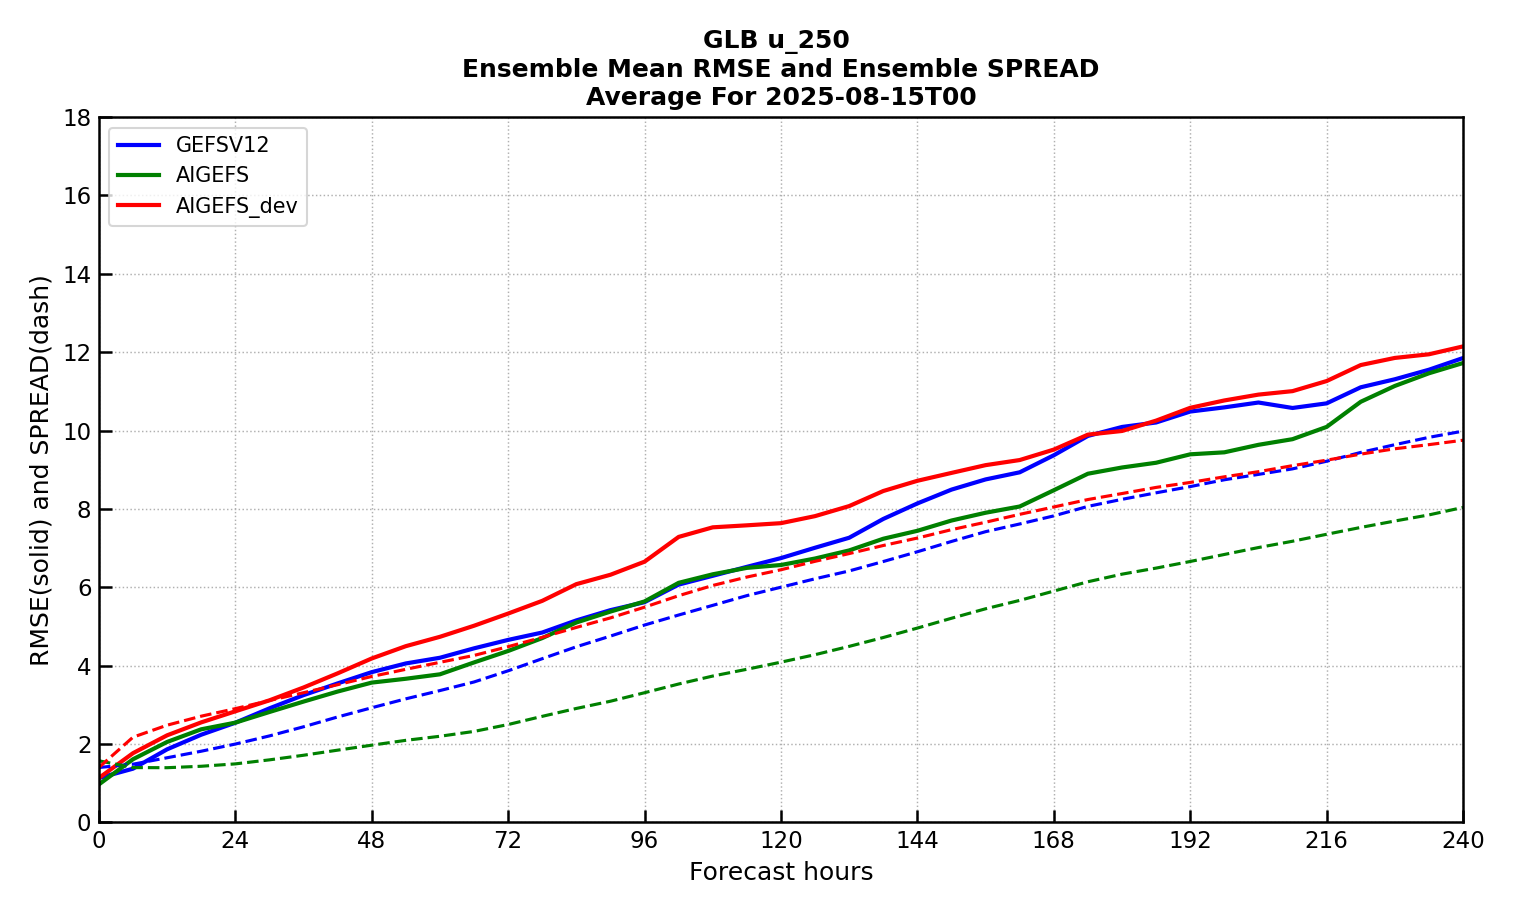 GLB u_250
Ensemble Mean RMSE and Ensemble SPREAD
Average For 2025-08-15T00
GEFSV12
AIGEFS
AIGEFS_dev
RMSE(solid) and SPREAD(dash)
18
16
14
12
10
8
6
4
2
0
0 24 48 72 96 120 144 168 192 216 240
Forecast hours